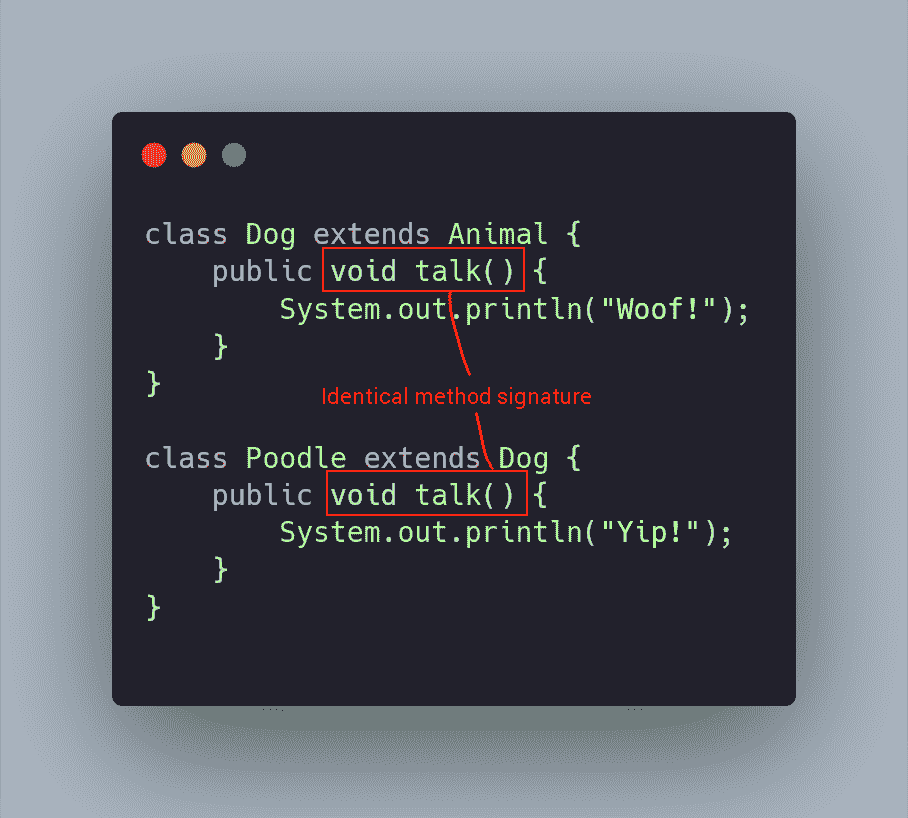 class Dog extends Animal {
    public void talk() {
        System.out.println("Woof!");
    }
}
Identical method signature
class Poodle extends Dog {
    public void talk() {
        System.out.println("Yip!");
    }
}